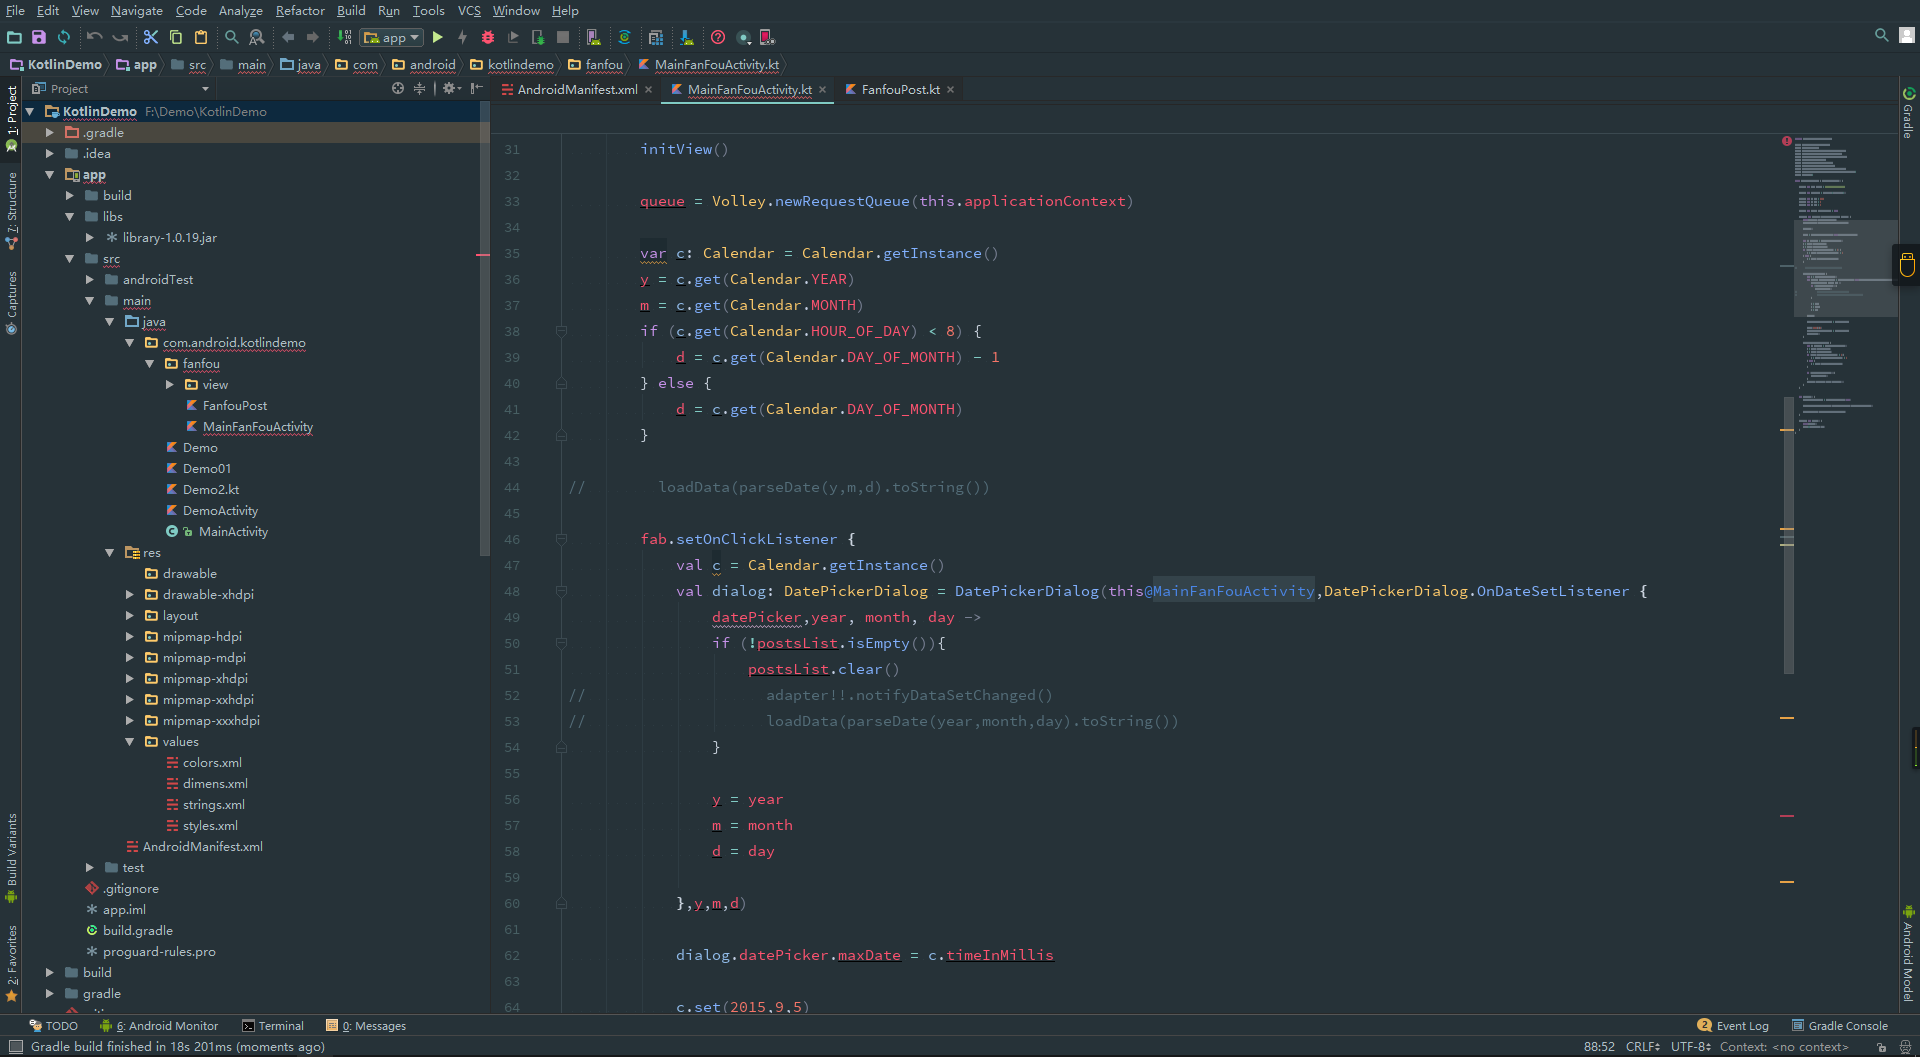 File Edit View Navigate Code Analyze Refactor Build Run Tools VCS Window Help
app
KotlinDemo app src main java com android kotlindemo fanfou MainFanFouActivity.kt
Project
AndroidManifest.xml MainFanFouActivity.kt FanfouPost.kt
1: Project
7: Structure
Captures
Build Variants
2: Favorites
KotlinDemo F:\Demo\KotlinDemo
.gradle
.idea
app
build
libs
library-1.0.19.jar
src
androidTest
main
java
com.android.kotlindemo
fanfou
view
FanfouPost
MainFanFouActivity
Demo
Demo01
Demo2.kt
DemoActivity
MainActivity
res
drawable
drawable-xhdpi
layout
mipmap-hdpi
mipmap-mdpi
mipmap-xhdpi
mipmap-xxhdpi
mipmap-xxxhdpi
values
colors.xml
dimens.xml
strings.xml
styles.xml
AndroidManifest.xml
test
.gitignore
app.iml
build.gradle
proguard-rules.pro
build
gradle
31 initView()
32
33 queue = Volley.newRequestQueue(this.applicationContext)
34
35 var c: Calendar = Calendar.getInstance()
36 y = c.get(Calendar.YEAR)
37 m = c.get(Calendar.MONTH)
38 if (c.get(Calendar.HOUR_OF_DAY) < 8) {
39 d = c.get(Calendar.DAY_OF_MONTH) - 1
40 } else {
41 d = c.get(Calendar.DAY_OF_MONTH)
42 }
43
44 // loadData(parseDate(y,m,d).toString())
45
46 fab.setOnClickListener {
47 val c = Calendar.getInstance()
48 val dialog: DatePickerDialog = DatePickerDialog(this@MainFanFouActivity,DatePickerDialog.OnDateSetListener {
49 datePicker,year, month, day ->
50 if (!postsList.isEmpty()){
51 postsList.clear()
52 // adapter!!.notifyDataSetChanged()
53 // loadData(parseDate(year,month,day).toString())
54 }
55
56 y = year
57 m = month
58 d = day
59
60 },y,m,d)
61
62 dialog.datePicker.maxDate = c.timeInMillis
63
64 c.set(2015,9,5)
Gradle
Android Model
TODO 6: Android Monitor Terminal 0: Messages 2 Event Log Gradle Console
Gradle build finished in 18s 201ms (moments ago) 88:52 CRLF UTF-8 Context: <no context>